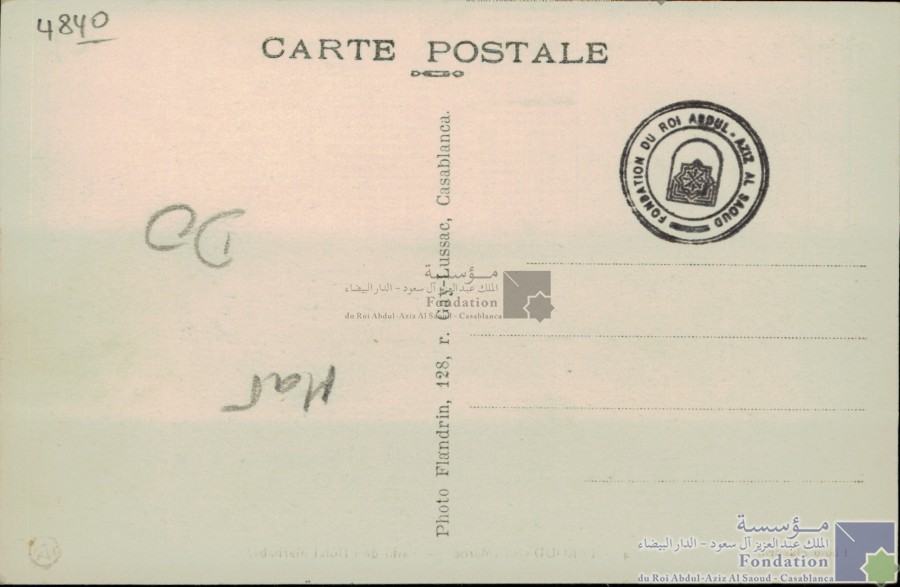 4840
CARTE POSTALE
FONDATION DU ROI ABDUL-AZIZ AL SAOUD
Photo Flandrin, 128, r. Gay-Lussac, Casablanca.
مؤسسة
الملك عبد العزيز آل سعود - الدار البيضاء
Fondation
du Roi Abdul-Aziz Al Saoud - Casablanca
مؤسسة
الملك عبد العزيز آل سعود - الدار البيضاء
Fondation
du Roi Abdul-Aziz Al Saoud - Casablanca